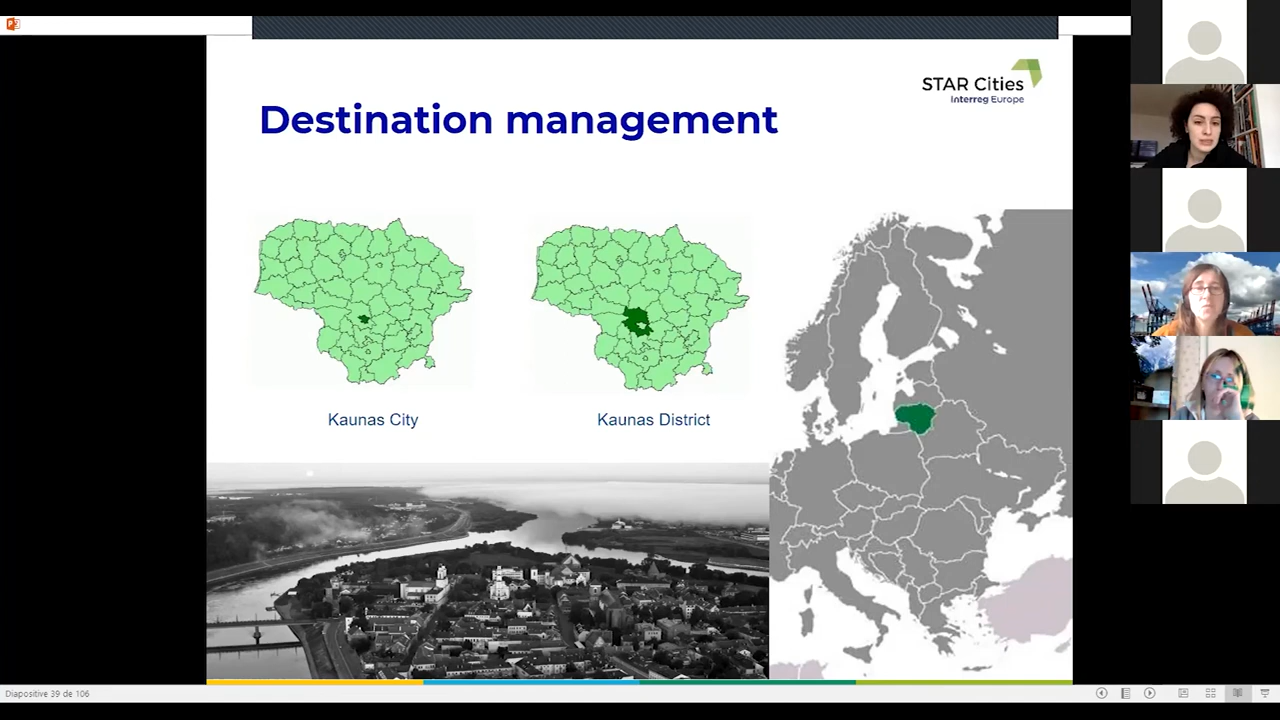 STAR Cities
Interreg Europe
Destination management
Kaunas City
Kaunas District
Diapositive 39 de 106